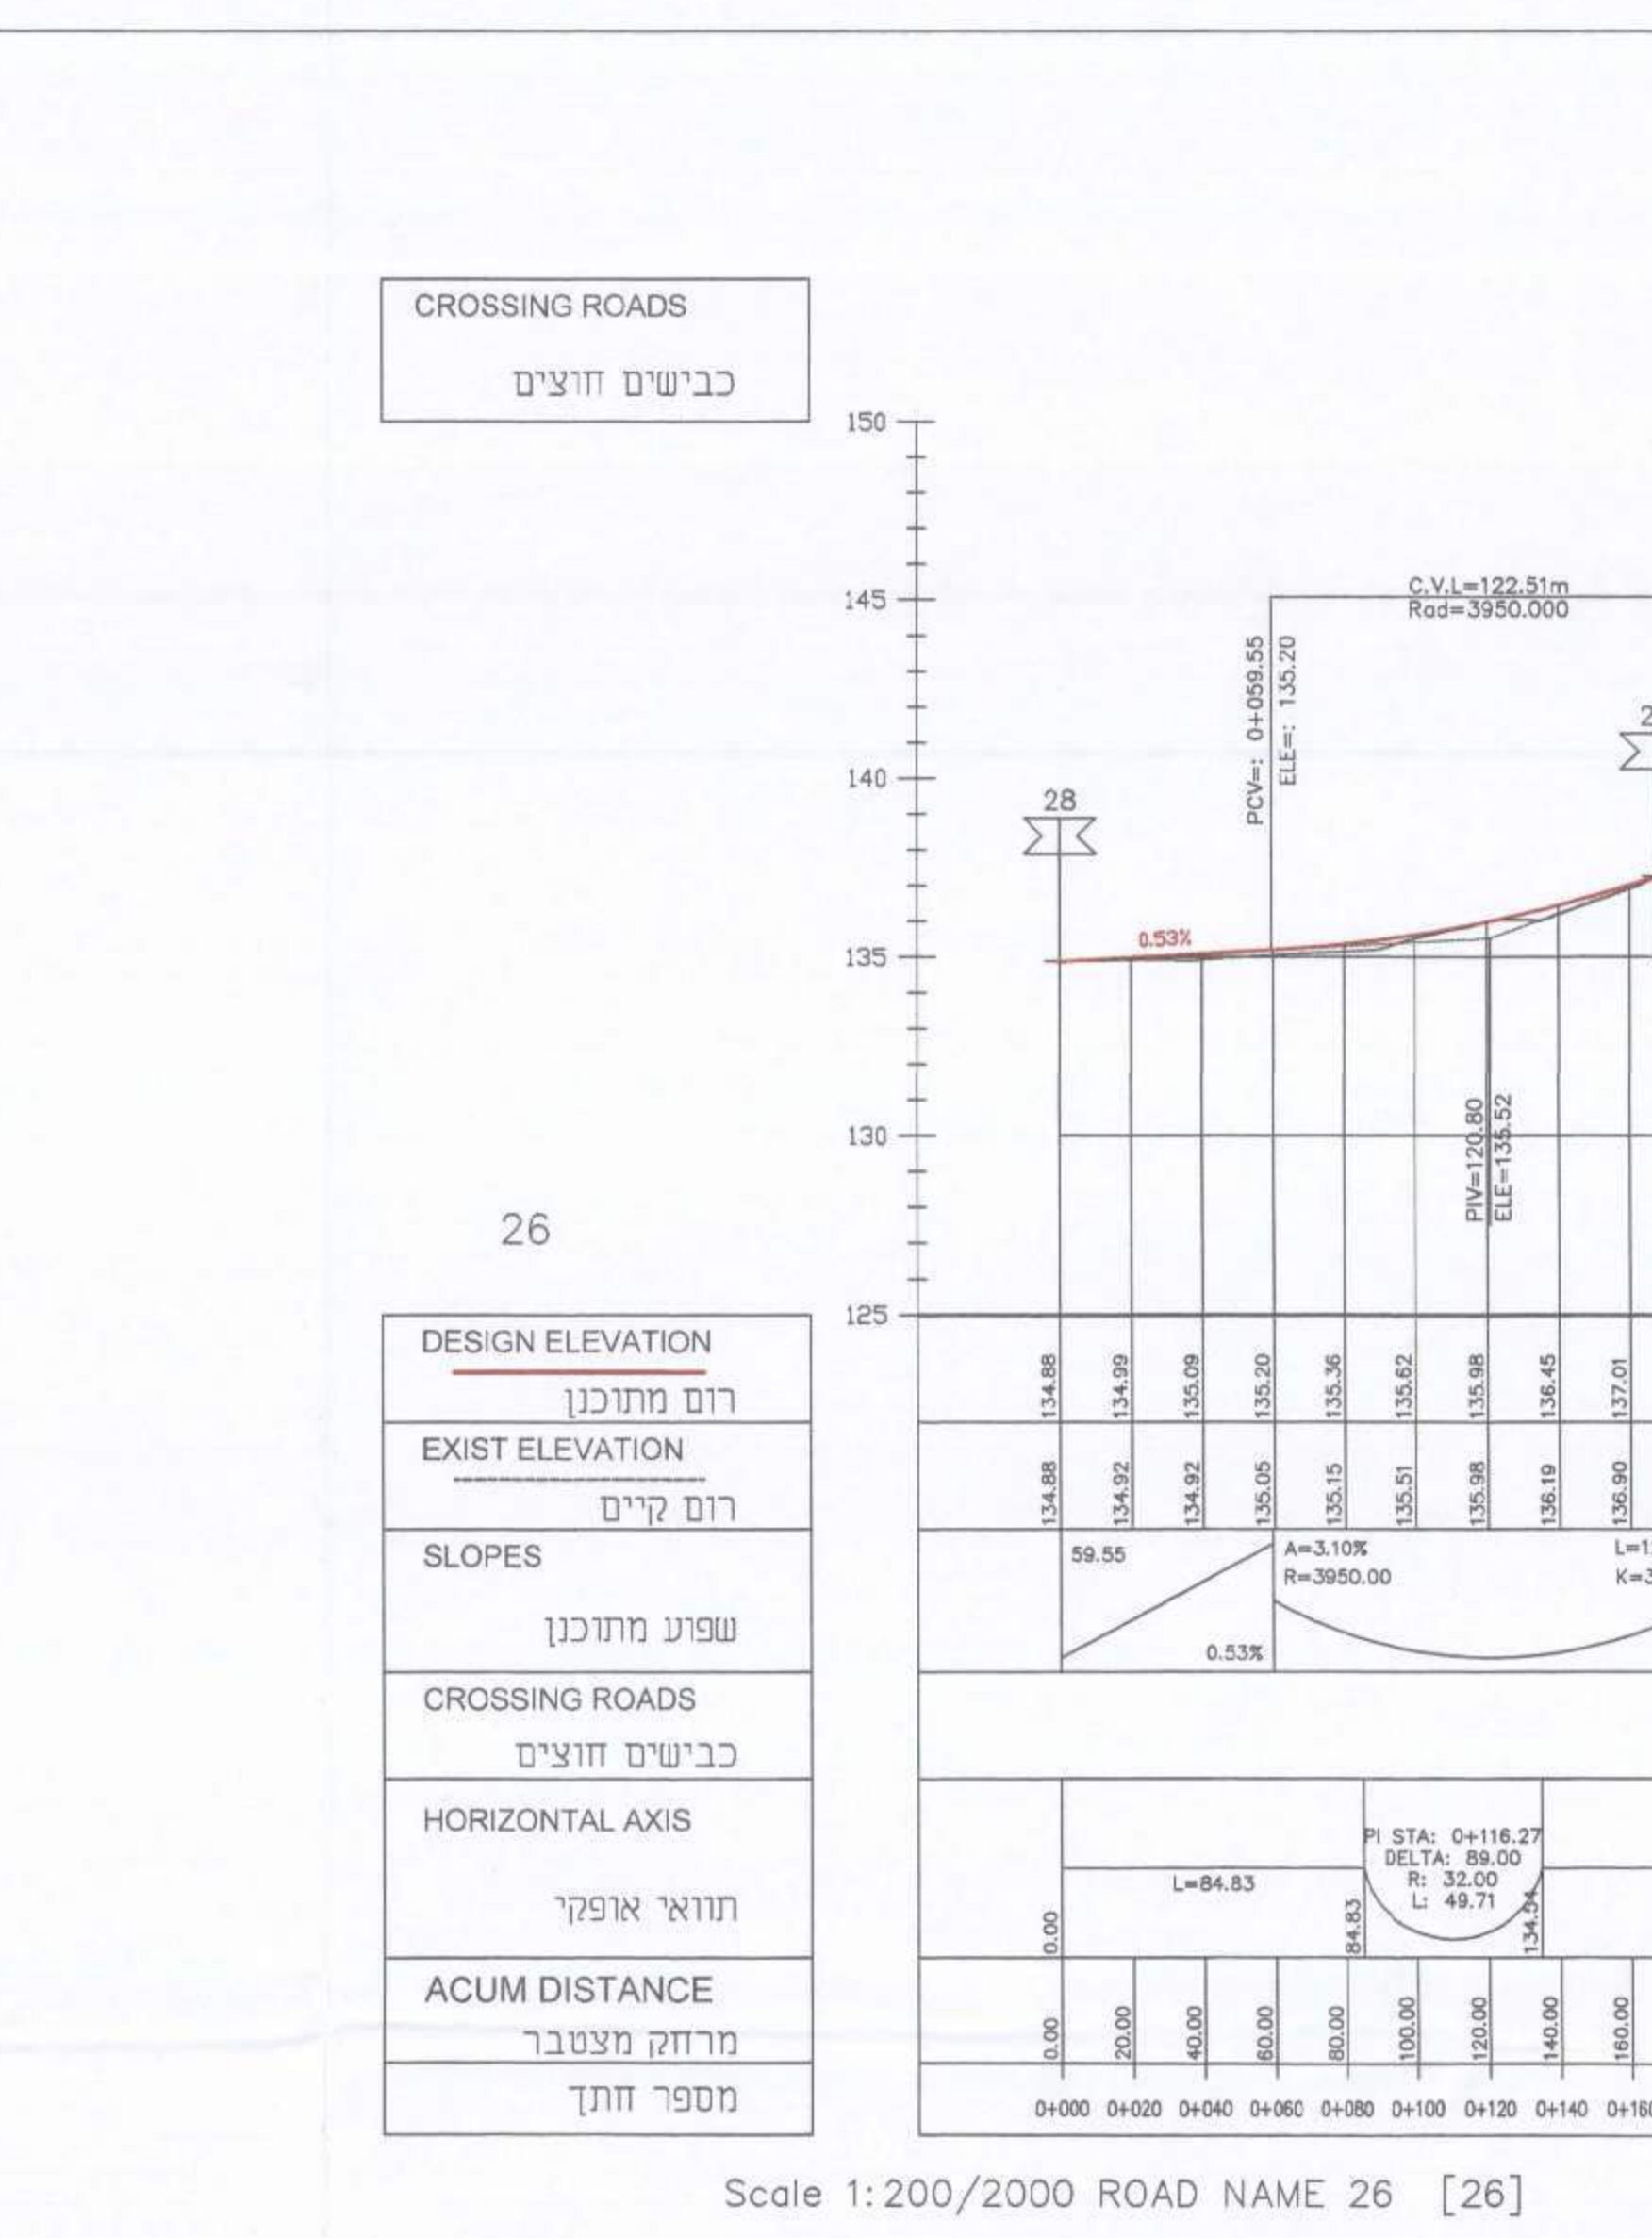 CROSSING ROADS
כבישים חוצים
150
145
140
135
130
125
C.V.L=122.51m
Rad=3950.000
PCV=: 0+059.55
ELE=: 135.20
28
0.53%
PIV=120.80
ELE=135.52
26
DESIGN ELEVATION
רום מתוכנן
134.88 134.99 135.09 135.20 135.36 135.62 135.98 136.45 137.01
EXIST ELEVATION
רום קיים
134.88 134.92 134.92 135.05 135.15 135.51 135.98 136.19 136.90
SLOPES
שפוע מתוכנן
59.55
0.53%
A=3.10%
R=3950.00
CROSSING ROADS
כבישים חוצים
HORIZONTAL AXIS
תוואי אופקי
0.00
L=84.83
84.83
PI STA: 0+116.27
DELTA: 89.00
R: 32.00
L: 49.71
134.54
ACUM DISTANCE
מרחק מצטבר
0.00 20.00 40.00 60.00 80.00 100.00 120.00 140.00 160.00
מספר חתך
0+000 0+020 0+040 0+060 0+080 0+100 0+120 0+140
Scale 1:200/2000 ROAD NAME 26 [26]